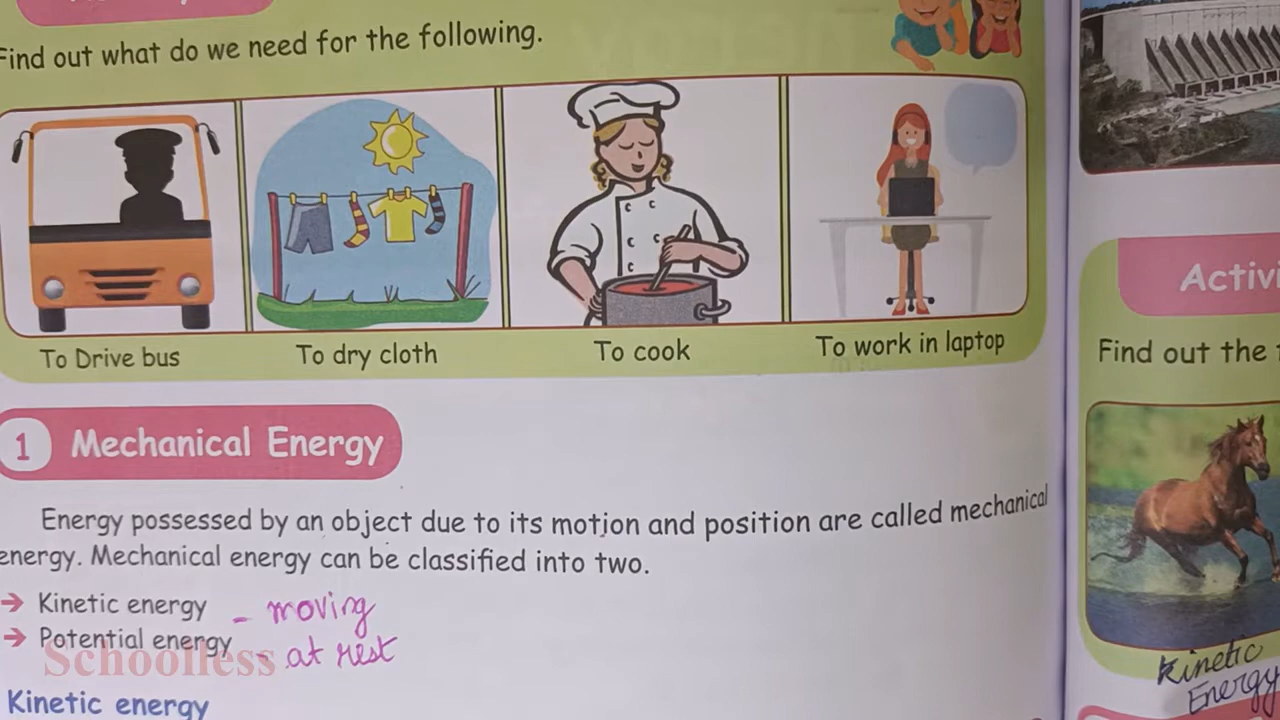 Find out what do we need for the following.
To Drive bus
To dry cloth
To cook
To work in laptop
1 Mechanical Energy
Energy possessed by an object due to its motion and position are called mechanical
energy. Mechanical energy can be classified into two.
→ Kinetic energy - moving
→ Potential energy - at rest
Schoolless
Kinetic energy
Find out the
Kinetic
Energy